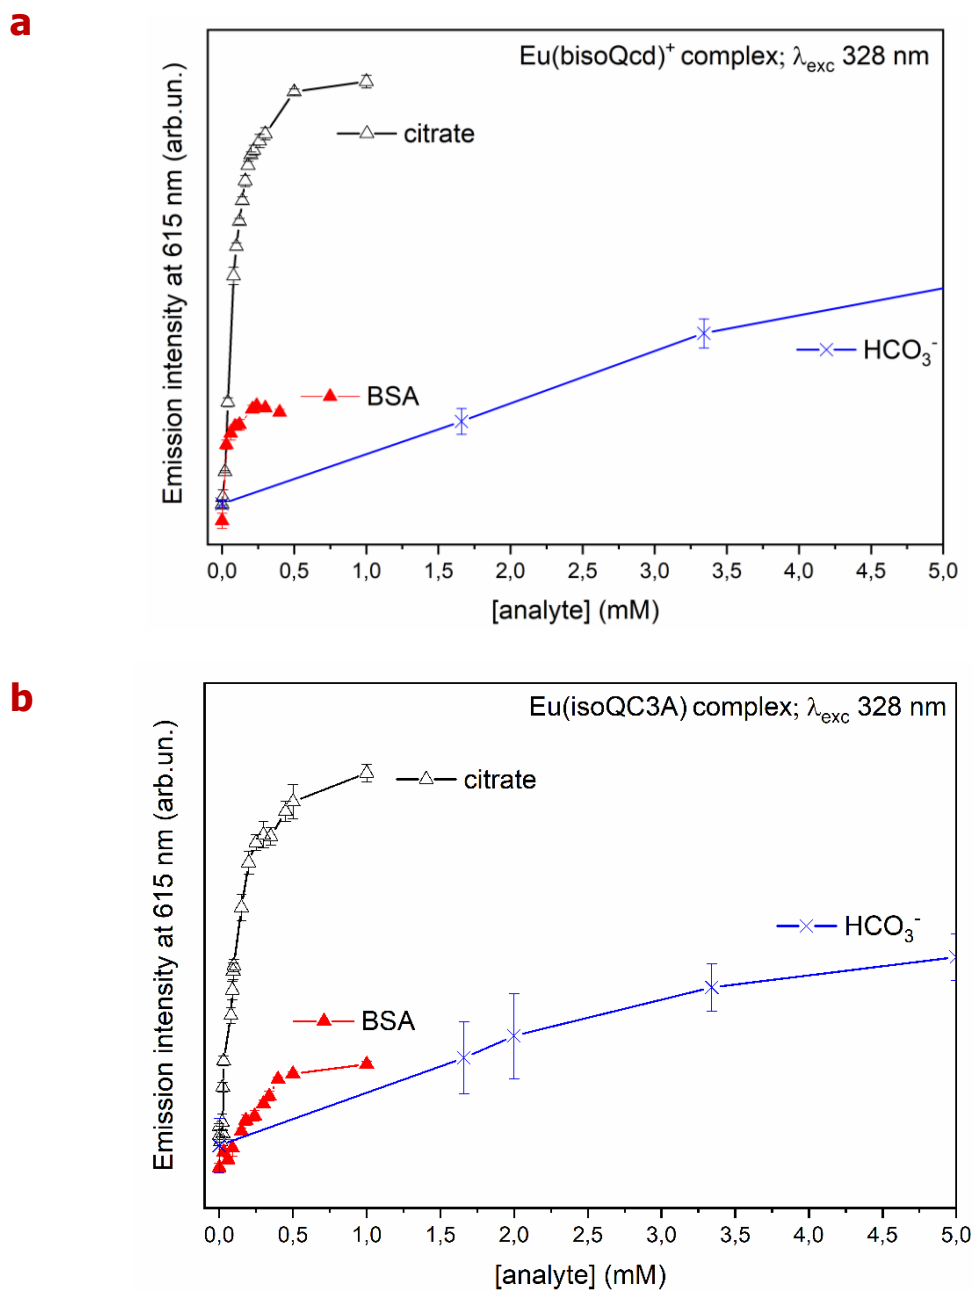 a
Eu(bisoQcd)⁺ complex; λexc 328 nm
citrate
HCO₃⁻
BSA
Emission intensity at 615 nm (arb.un.)
0,0 0,5 1,0 1,5 2,0 2,5 3,0 3,5 4,0 4,5 5,0
[analyte] (mM)
b
Eu(isoQC3A) complex; λexc 328 nm
citrate
HCO₃⁻
BSA
Emission intensity at 615 nm (arb.un.)
0,0 0,5 1,0 1,5 2,0 2,5 3,0 3,5 4,0 4,5 5,0
[analyte] (mM)